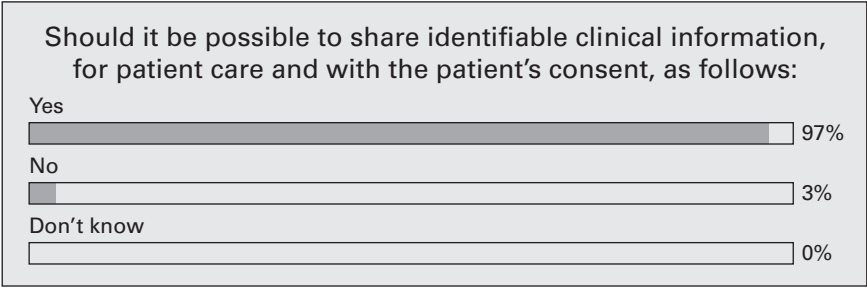 Should it be possible to share identifiable clinical information,
for patient care and with the patient’s consent, as follows:
Yes
97%
No
3%
Don’t know
0%